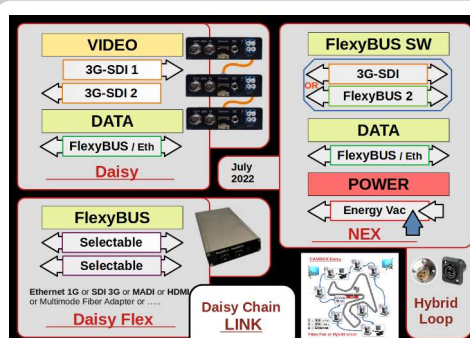 VIDEO
3G-SDI 1
3G-SDI 2
DATA
FlexyBUS / Eth
Daisy
July
2022
FlexyBUS SW
3G-SDI
OR
FlexyBUS 2
DATA
FlexyBUS / Eth
POWER
Energy Vac
NEX
FlexyBUS
Selectable
Selectable
Ethernet 1G or SDI 3G or MADI or HDMI
or Multimode Fiber Adapter or .....
Daisy Flex
Daisy Chain
LINK
Hybrid
Loop